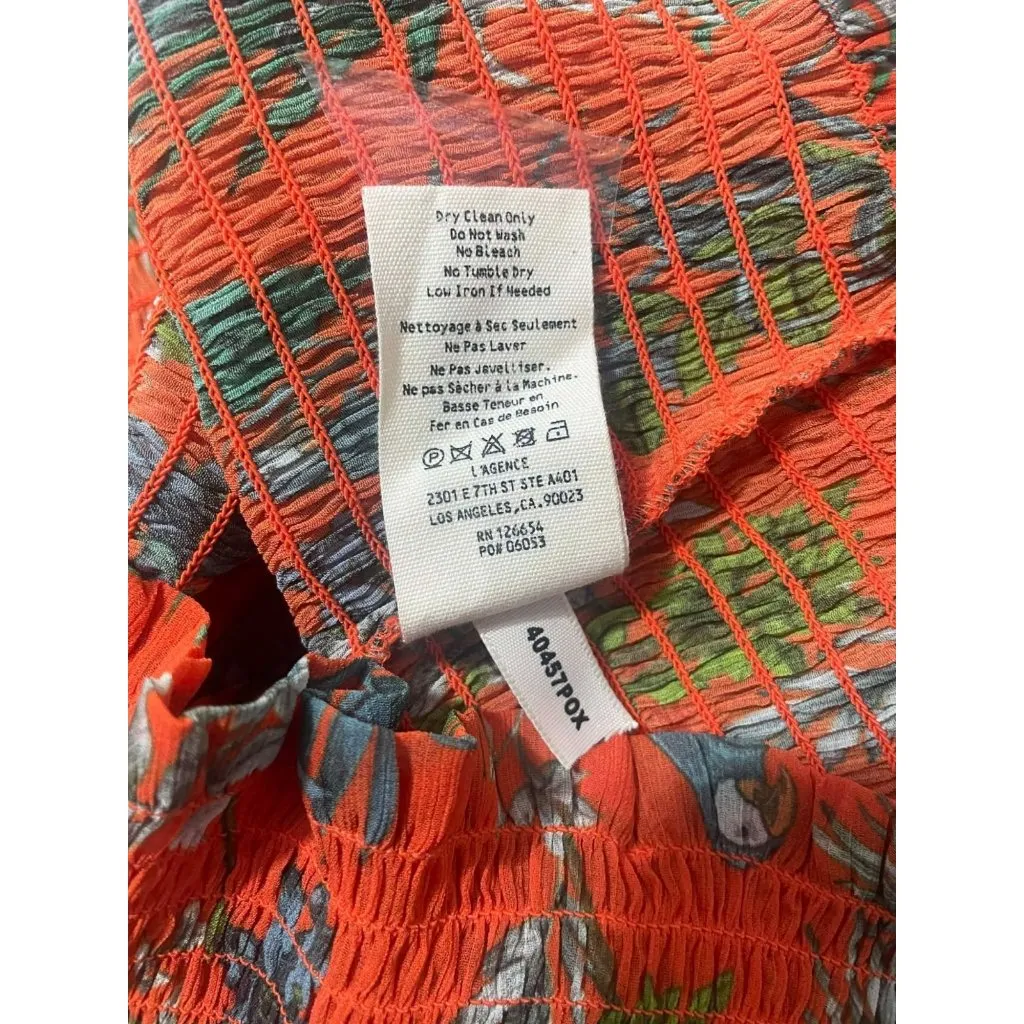 Dry Clean Only
Do Not Wash
No Bleach
No Tumble Dry
Low Iron If Needed
Nettoyage à Sec Seulement
Ne Pas Laver
Ne Pas Javelliser.
Ne pas Sècher à la Machine.
Basse Teneur en
Fer en Cas de Besoin
P
L'AGENCE
2301 E 7TH ST STE A401
LOS ANGELES,CA.90023
RN 126654
PO# 06053
40457POX